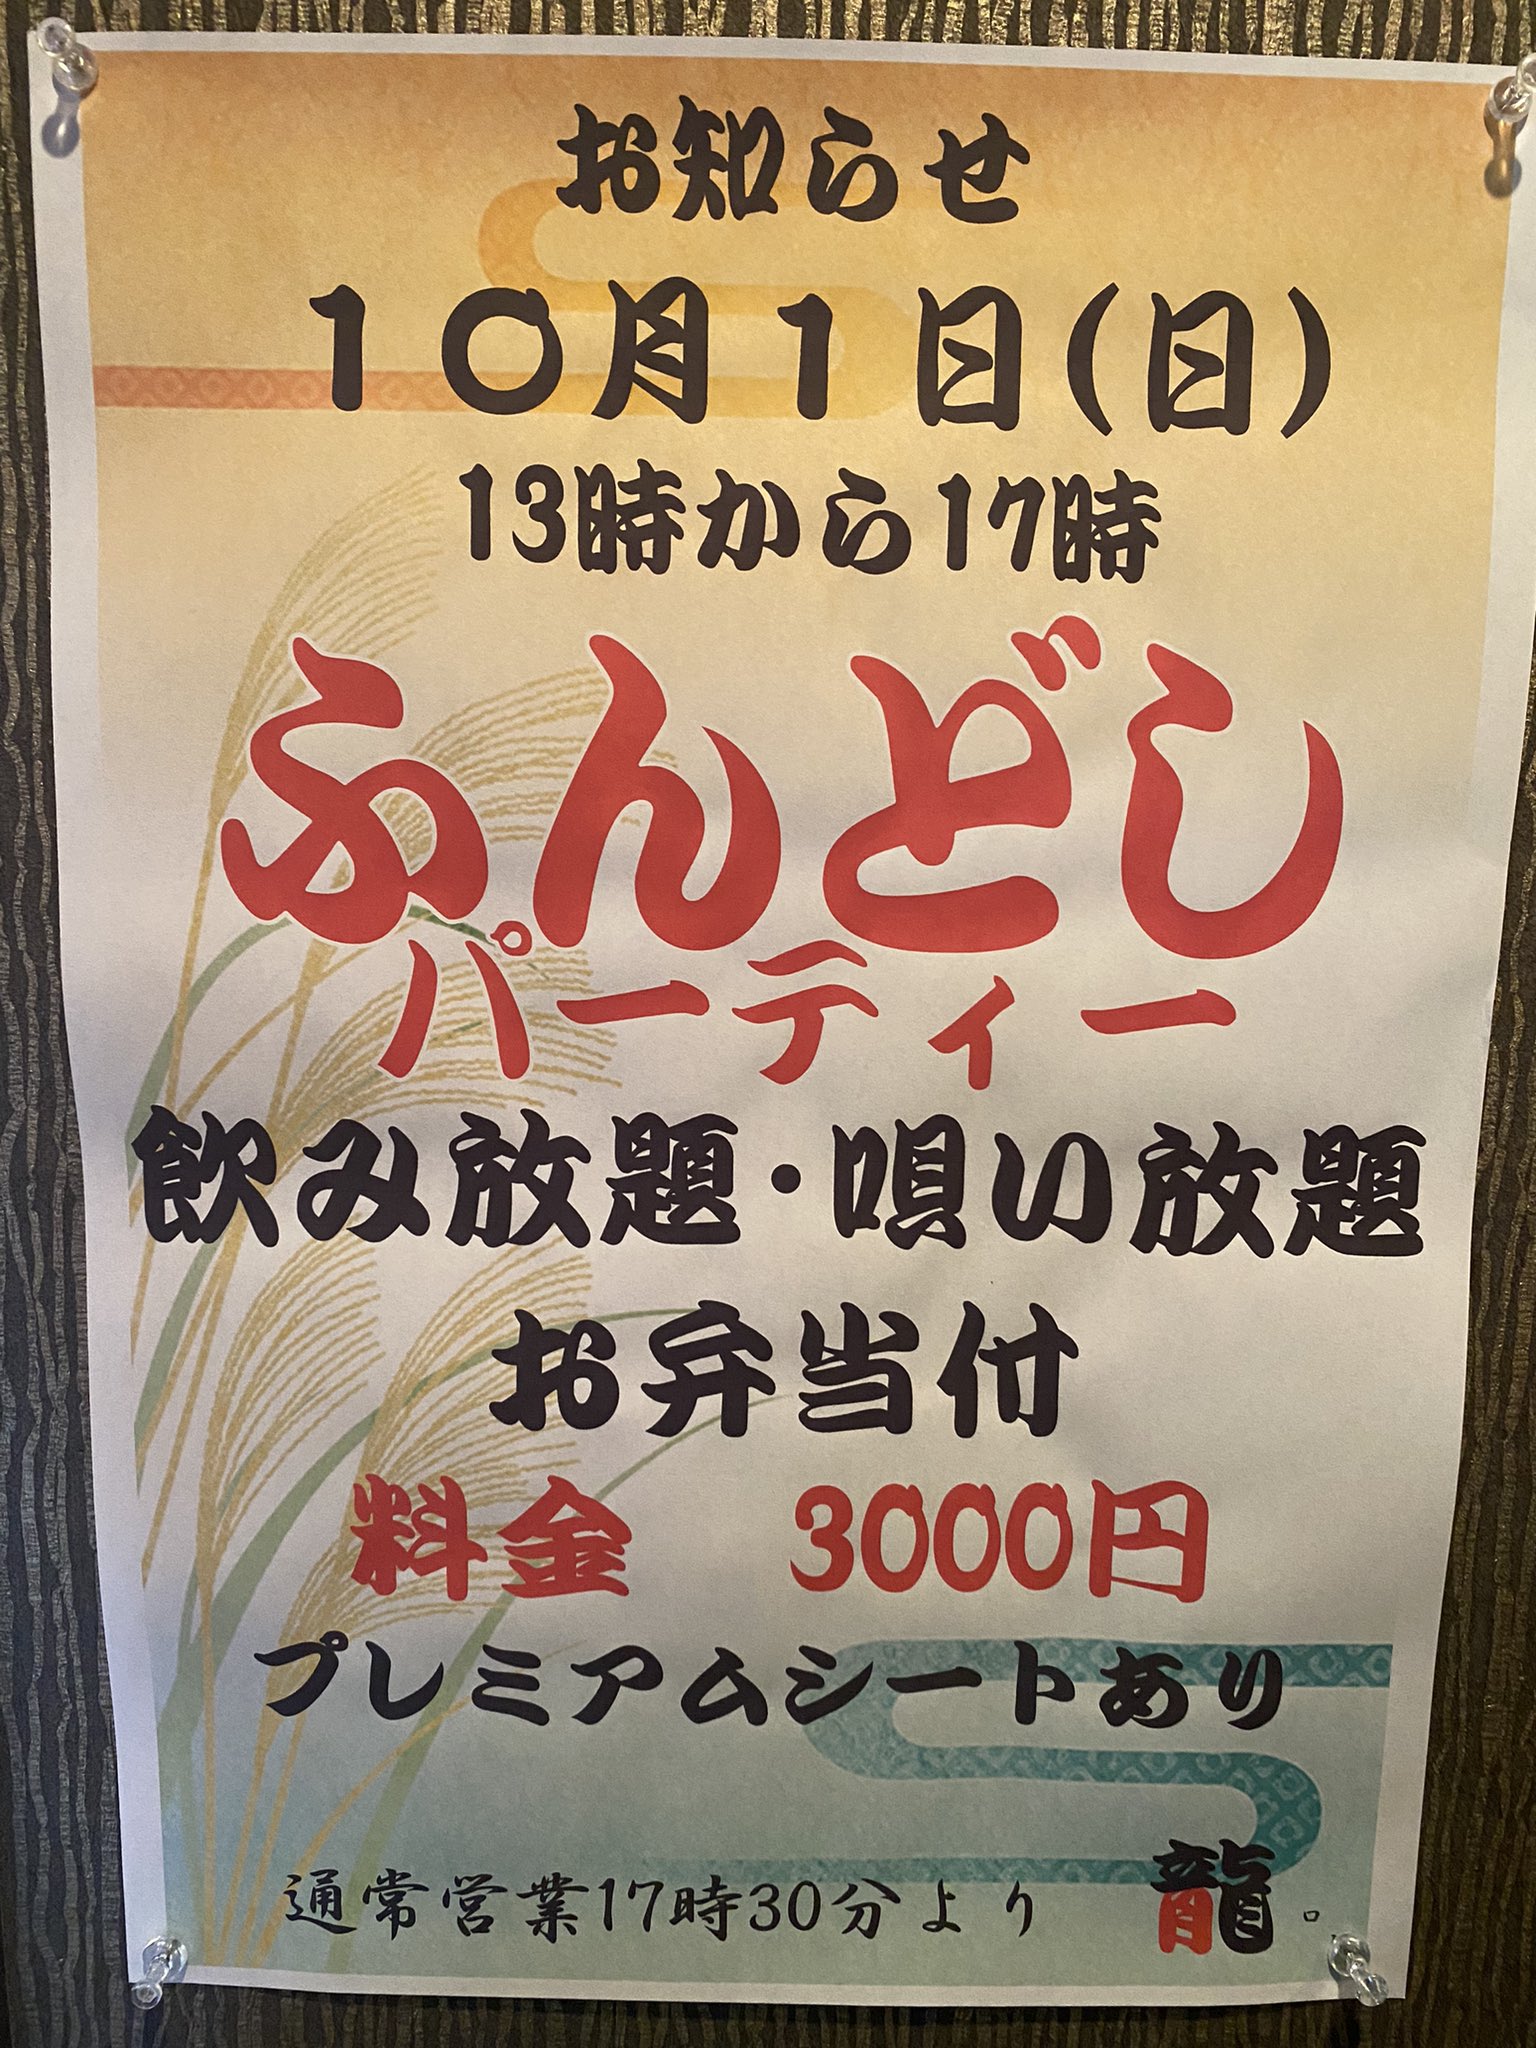 お知らせ
10月1日(日)
13時から17時
ふんどし
パーティー
飲み放題・唄い放題
お弁当付
料金　3000円
プレミアムシートあり
通常営業17時30分より　龍。